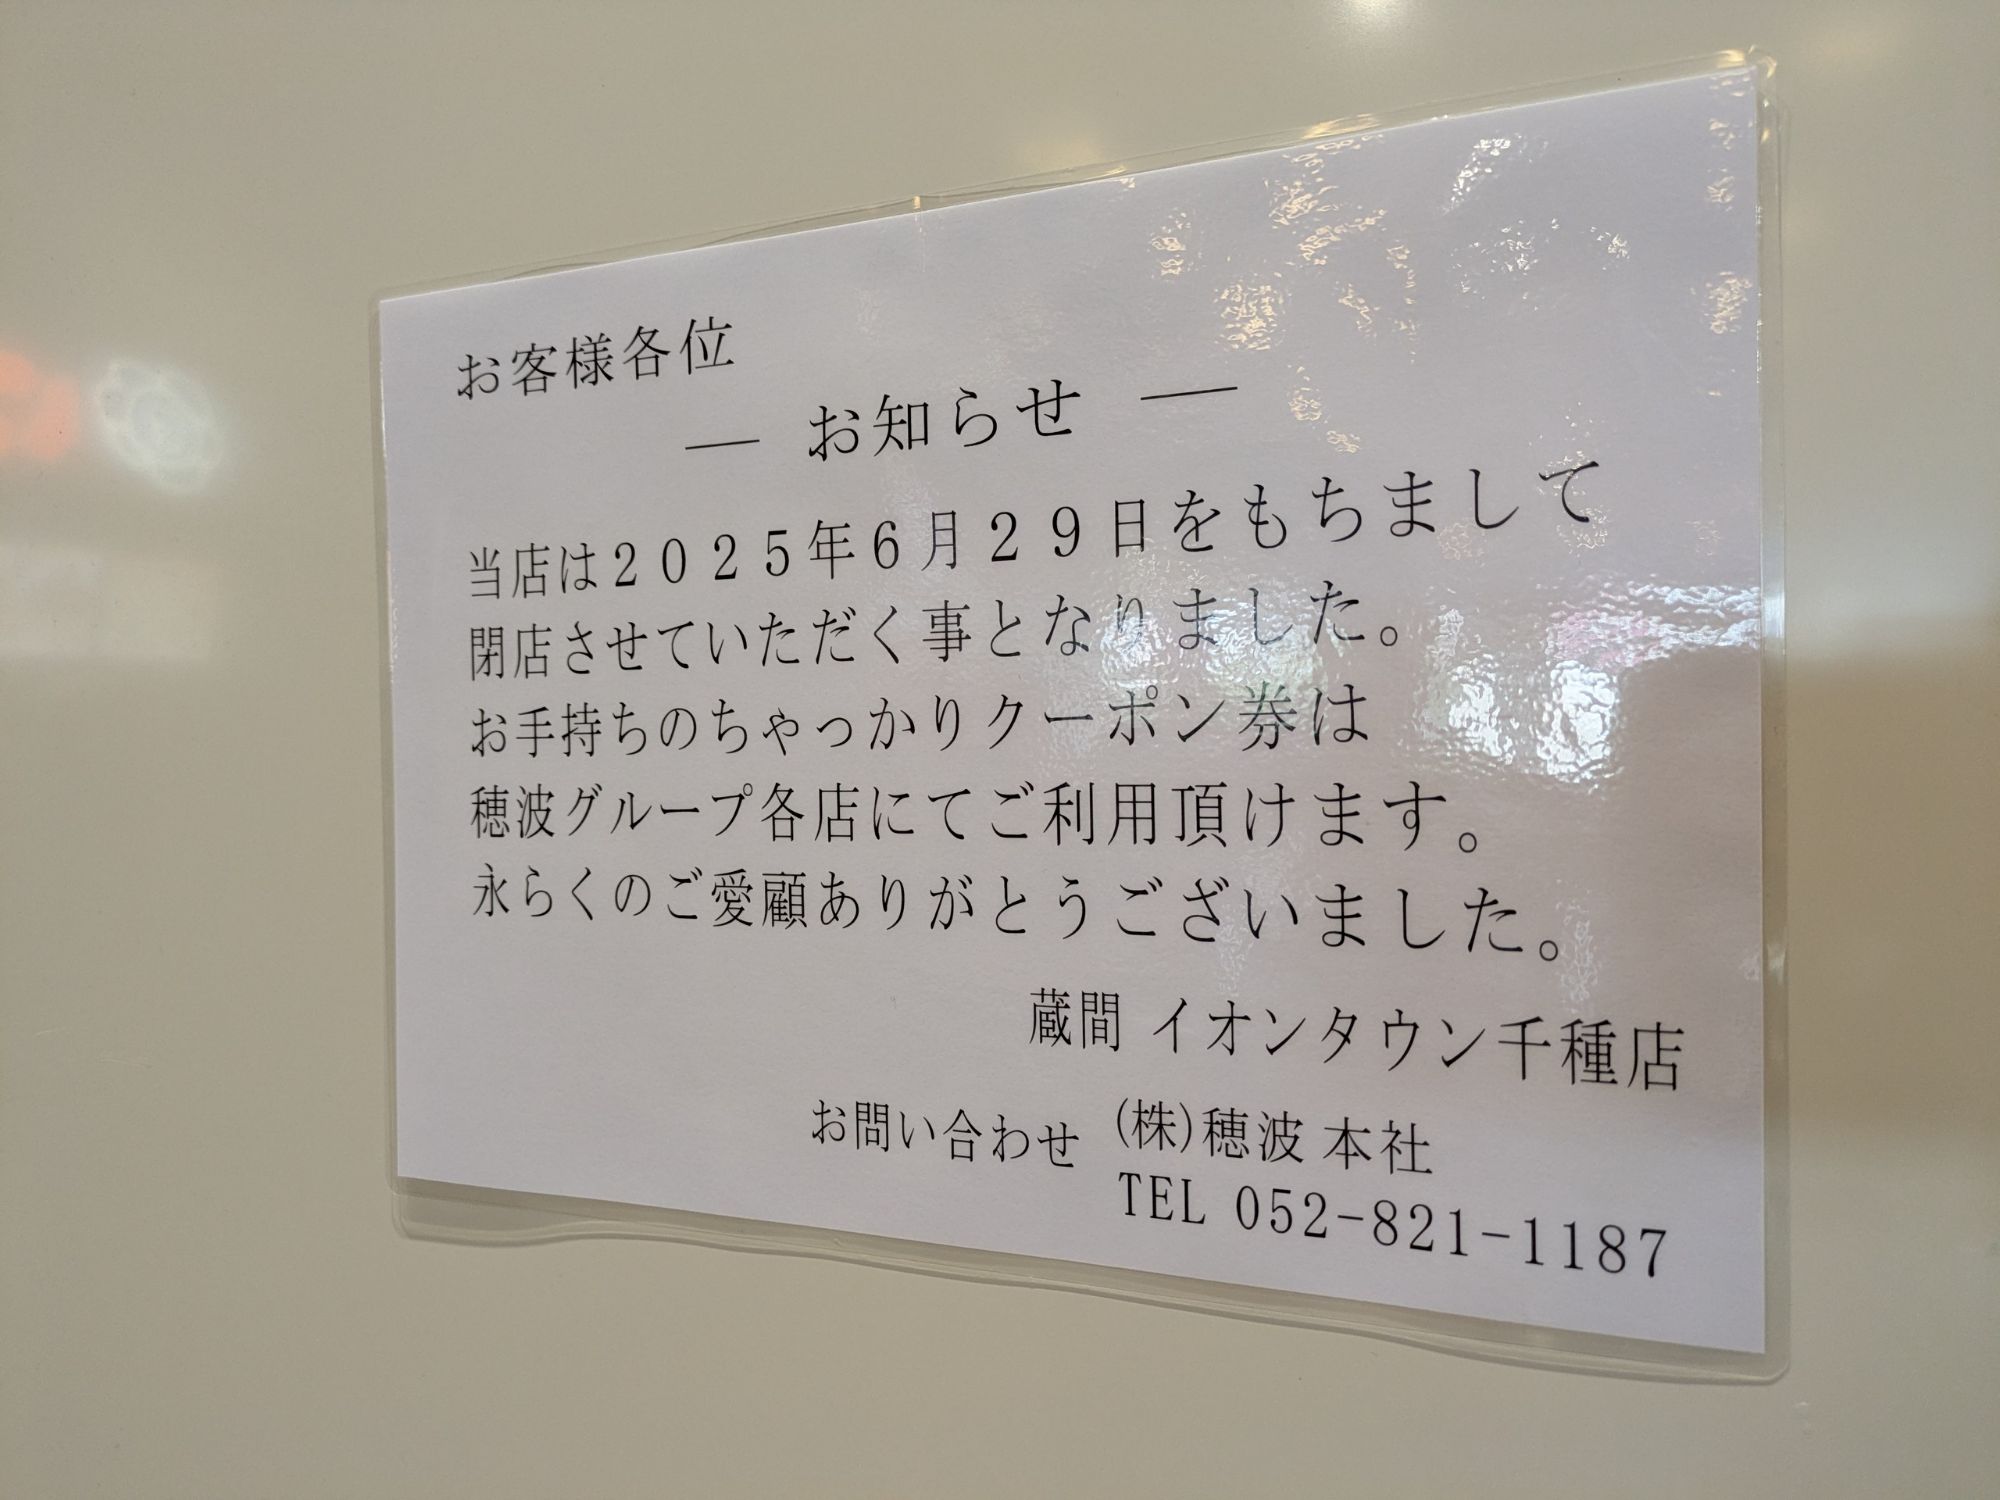 お客様各位
― お知らせ ―
当店は２０２５年６月２９日をもちまして
閉店させていただく事となりました。
お手持ちのちゃっかりクーポン券は
穂波グループ各店にてご利用頂けます。
永らくのご愛顧ありがとうございました。
蔵間 イオンタウン千種店
お問い合わせ (株)穂波 本社
TEL 052-821-1187